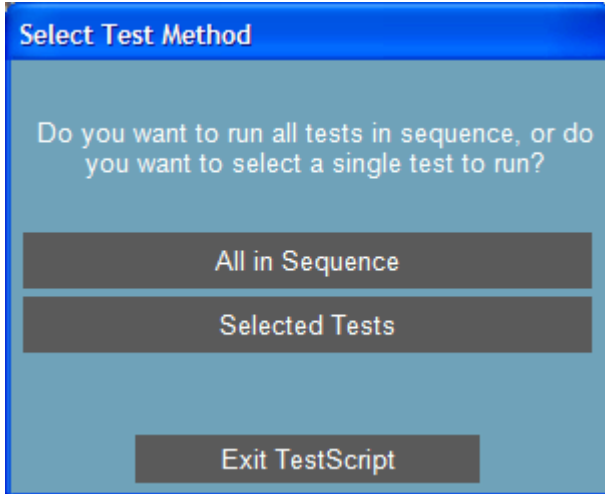 Select Test Method
Do you want to run all tests in sequence, or do
you want to select a single test to run?
All in Sequence
Selected Tests
Exit TestScript